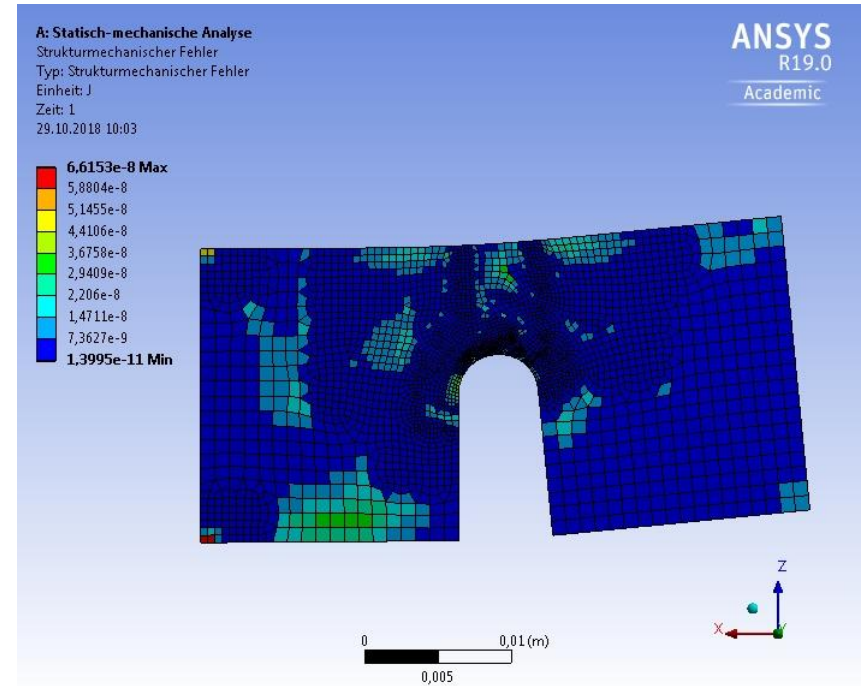 A: Statisch-mechanische Analyse
Strukturmechanischer Fehler
Typ: Strukturmechanischer Fehler
Einheit: J
Zeit: 1
29.10.2018 10:03
ANSYS
R19.0
Academic
6,6153e-8 Max
5,8804e-8
5,1455e-8
4,4106e-8
3,6758e-8
2,9409e-8
2,206e-8
1,4711e-8
7,3627e-9
1,3995e-11 Min
Z
X
Y
0
0,01 (m)
0,005